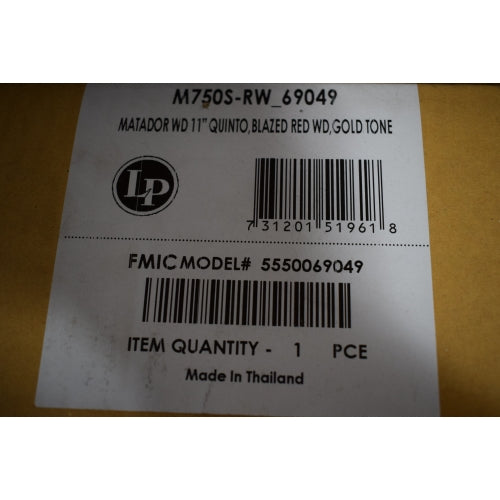 M750S-RW_69049
MATADOR WD 11" QUINTO,BLAZED RED WD,GOLD TONE
LP
7 31201 51961 8
FMIC MODEL# 5550069049
ITEM QUANTITY - 1 PCE
Made In Thailand